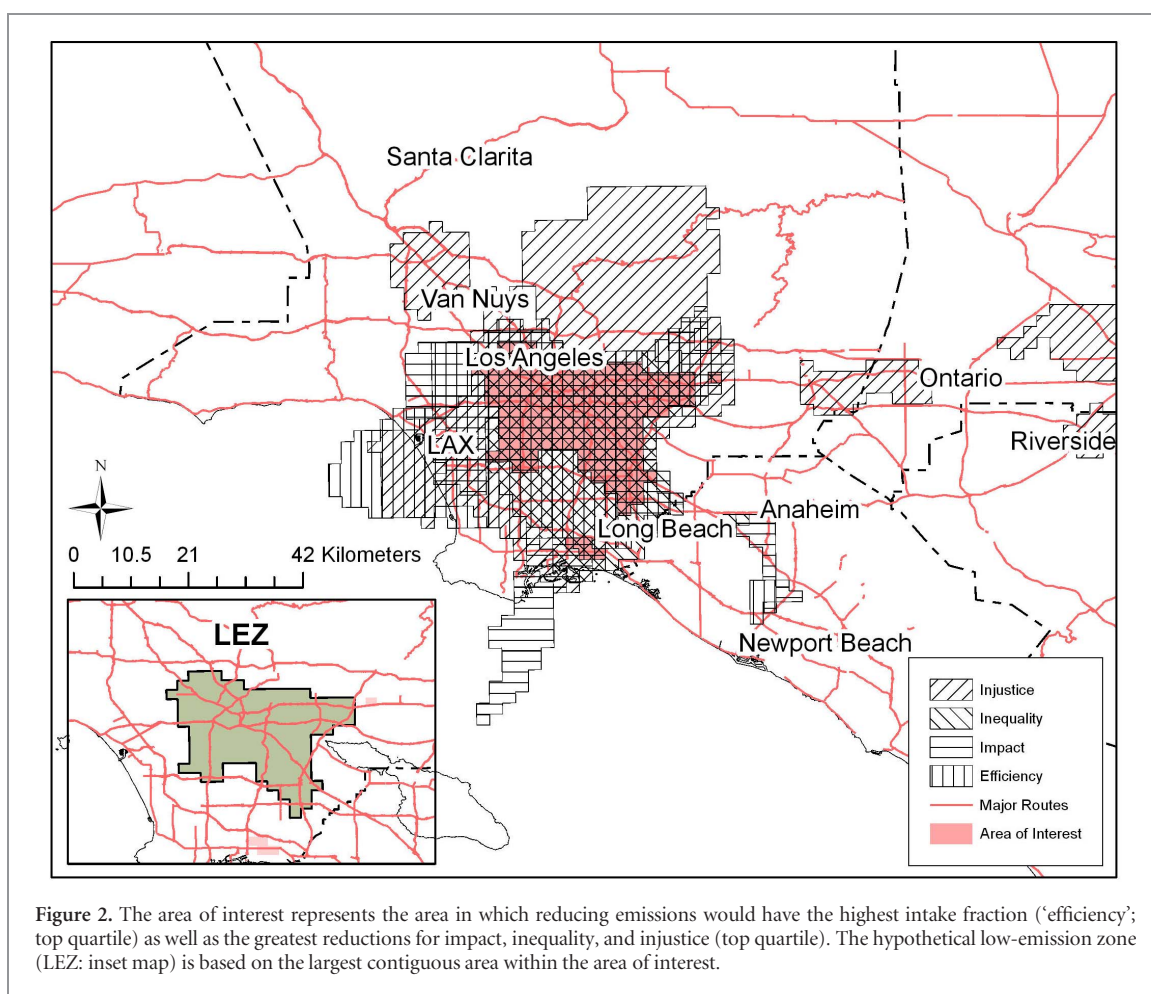 Santa Clarita
Van Nuys
Los Angeles
Ontario
LAX
Riverside
N
Long Beach
Anaheim
0 10.5 21 42 Kilometers
Newport Beach
LEZ
Injustice
Inequality
Impact
Efficiency
Major Routes
Area of Interest
Figure 2. The area of interest represents the area in which reducing emissions would have the highest intake fraction (‘efficiency’;
top quartile) as well as the greatest reductions for impact, inequality, and injustice (top quartile). The hypothetical low-emission zone
(LEZ: inset map) is based on the largest contiguous area within the area of interest.